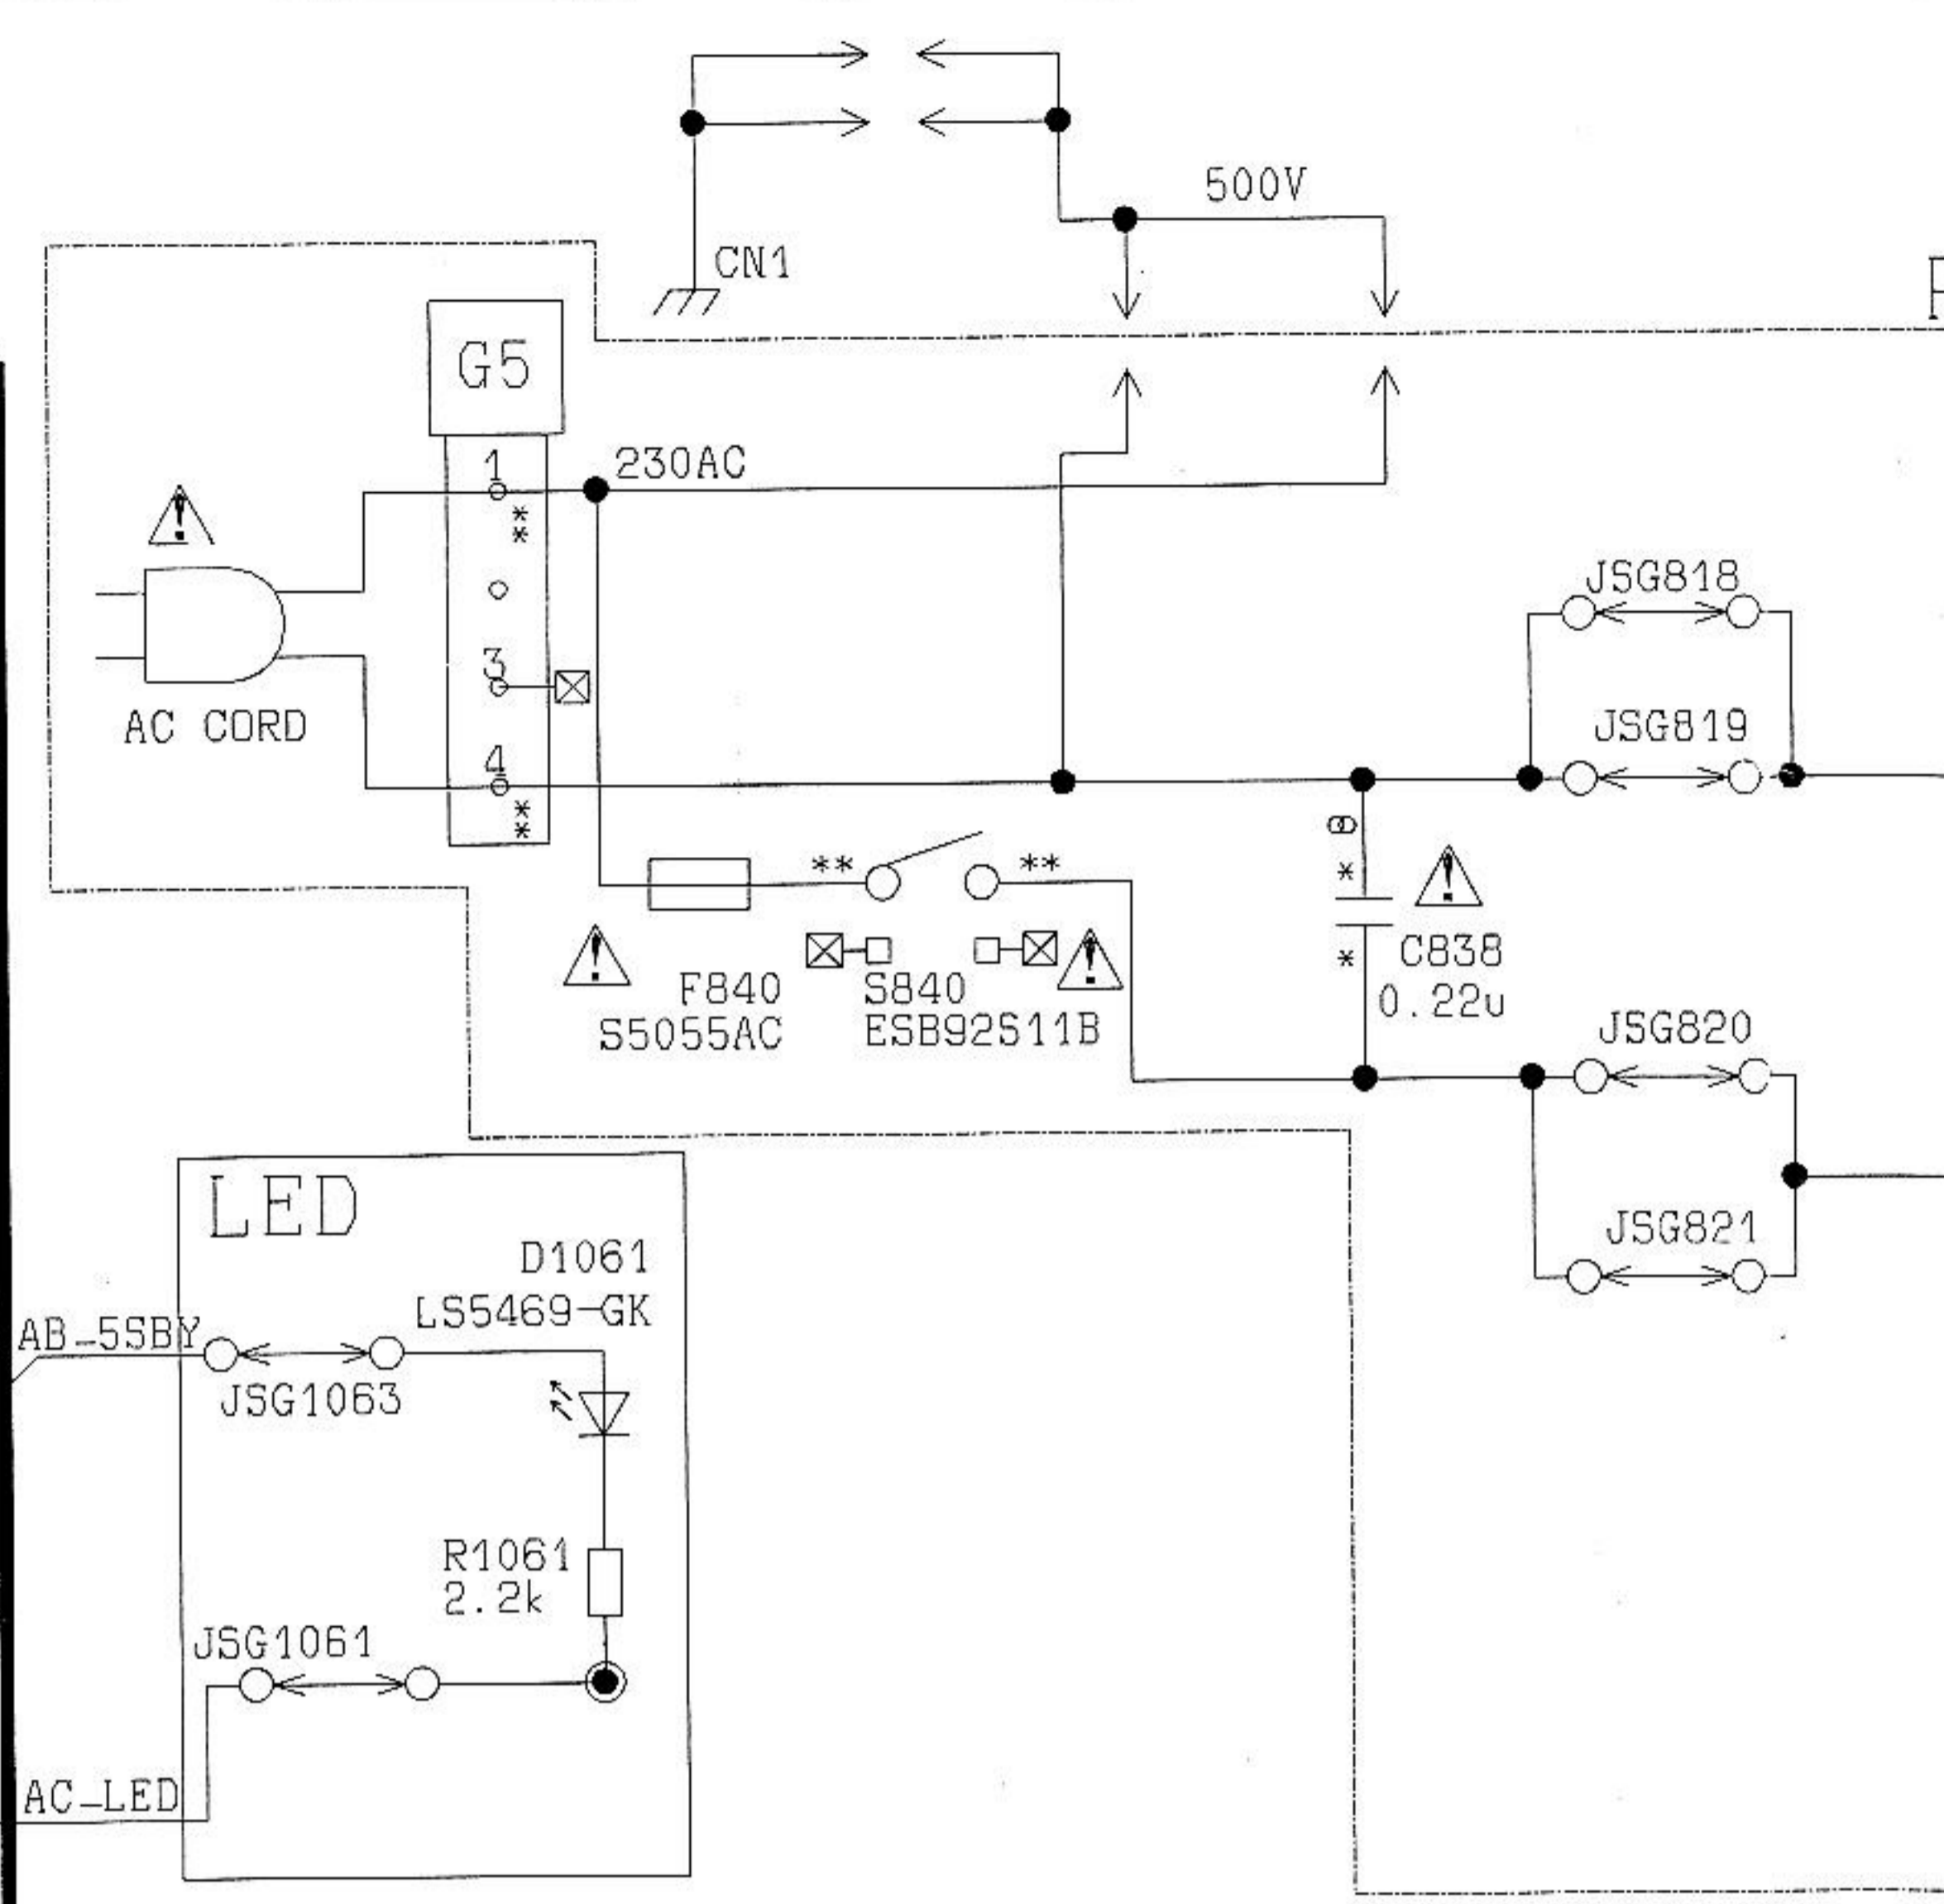 500V
CN1
G5
1
230AC
**
3
AC CORD
4
**
JSG818
JSG819
** **
*
*
C838
0.22u
F840
S5055AC
S840
ESB92S11B
JSG820
JSG821
LED
D1061
LS5469-GK
AB-5SBY
JSG1063
R1061
2.2k
JSG1061
AC-LED